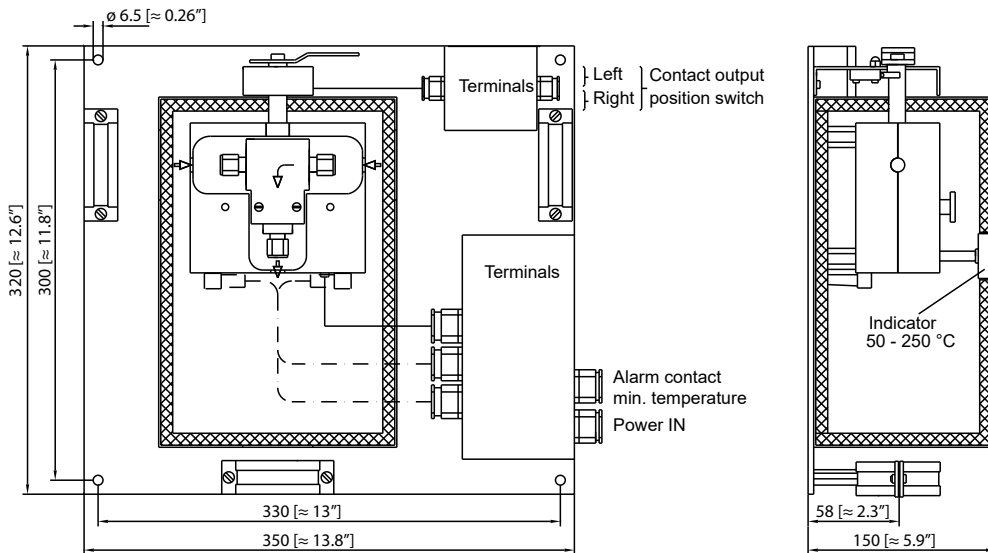 ø 6.5 [≈ 0.26″]
Terminals
Left
Right
Contact output
position switch
320 [≈ 12.6″]
300 [≈ 11.8″]
Terminals
Indicator
50 - 250 °C
Alarm contact
min. temperature
Power IN
330 [≈ 13″]
350 [≈ 13.8″]
58 [≈ 2.3″]
150 [≈ 5.9″]